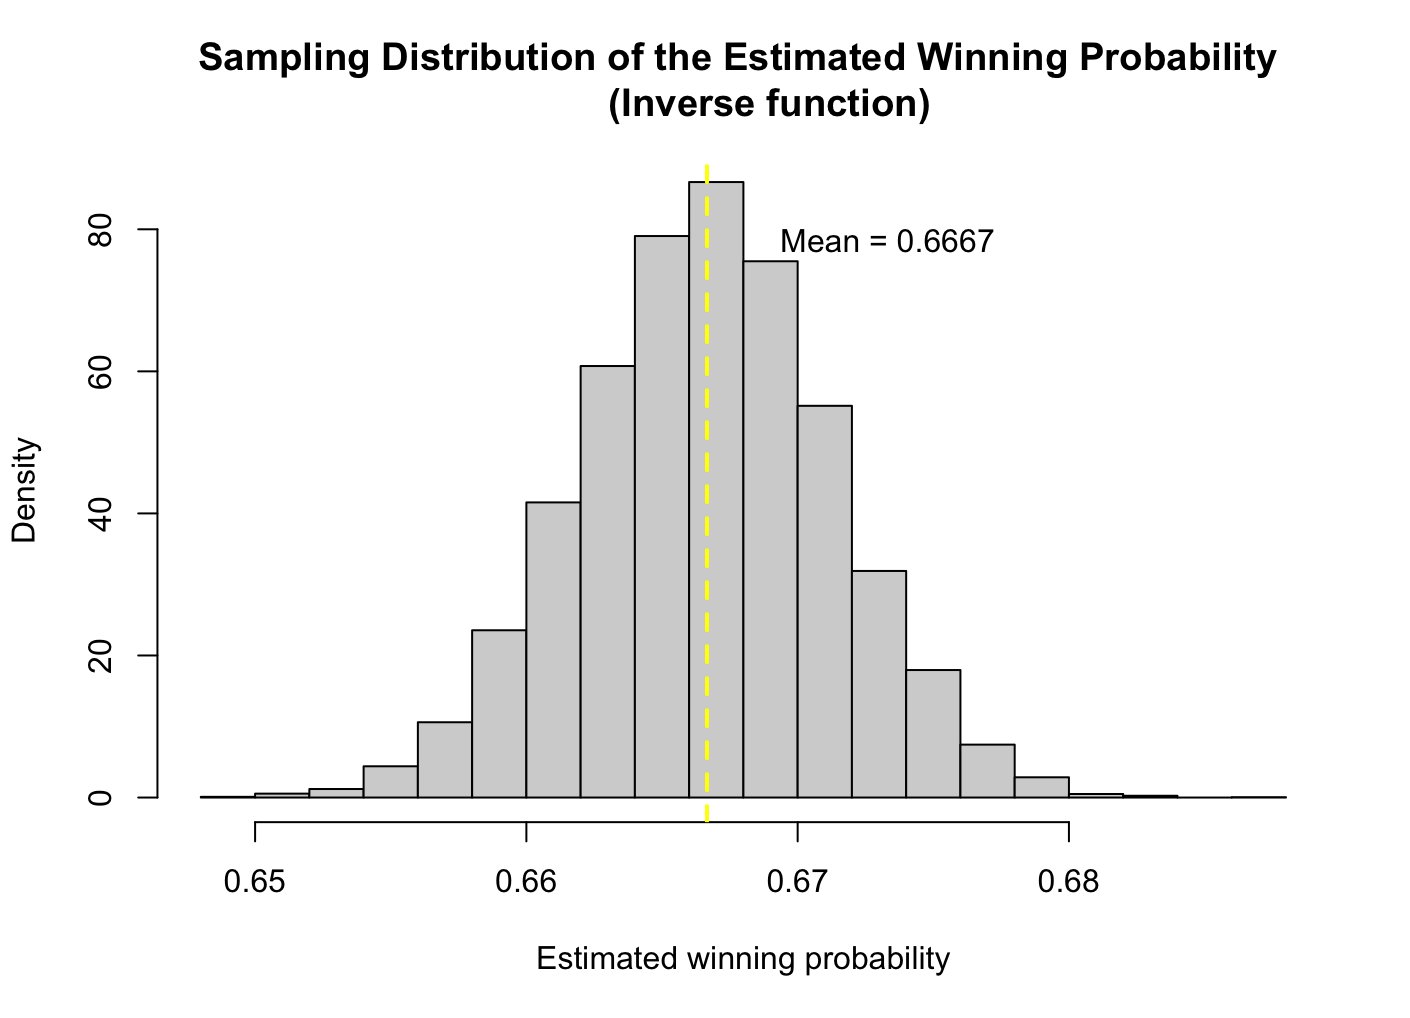 Sampling Distribution of the Estimated Winning Probability
(Inverse function)
Mean = 0.6667
Density
80
60
40
20
0
0.65 0.66 0.67 0.68
Estimated winning probability